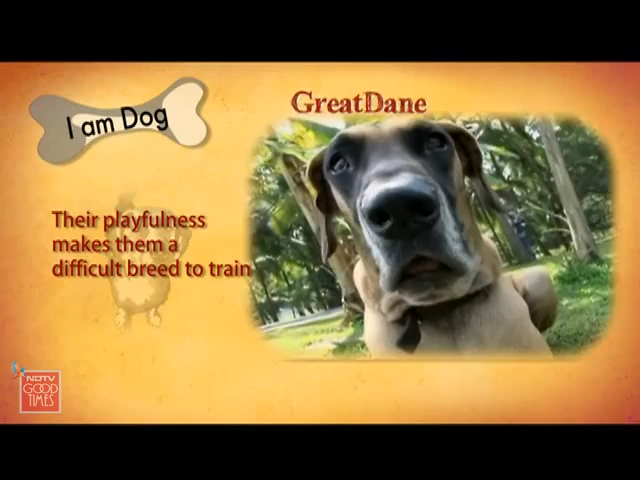 I am Dog
GreatDane
Their playfulness
makes them a
difficult breed to train
NDTV
GOOD
TIMES